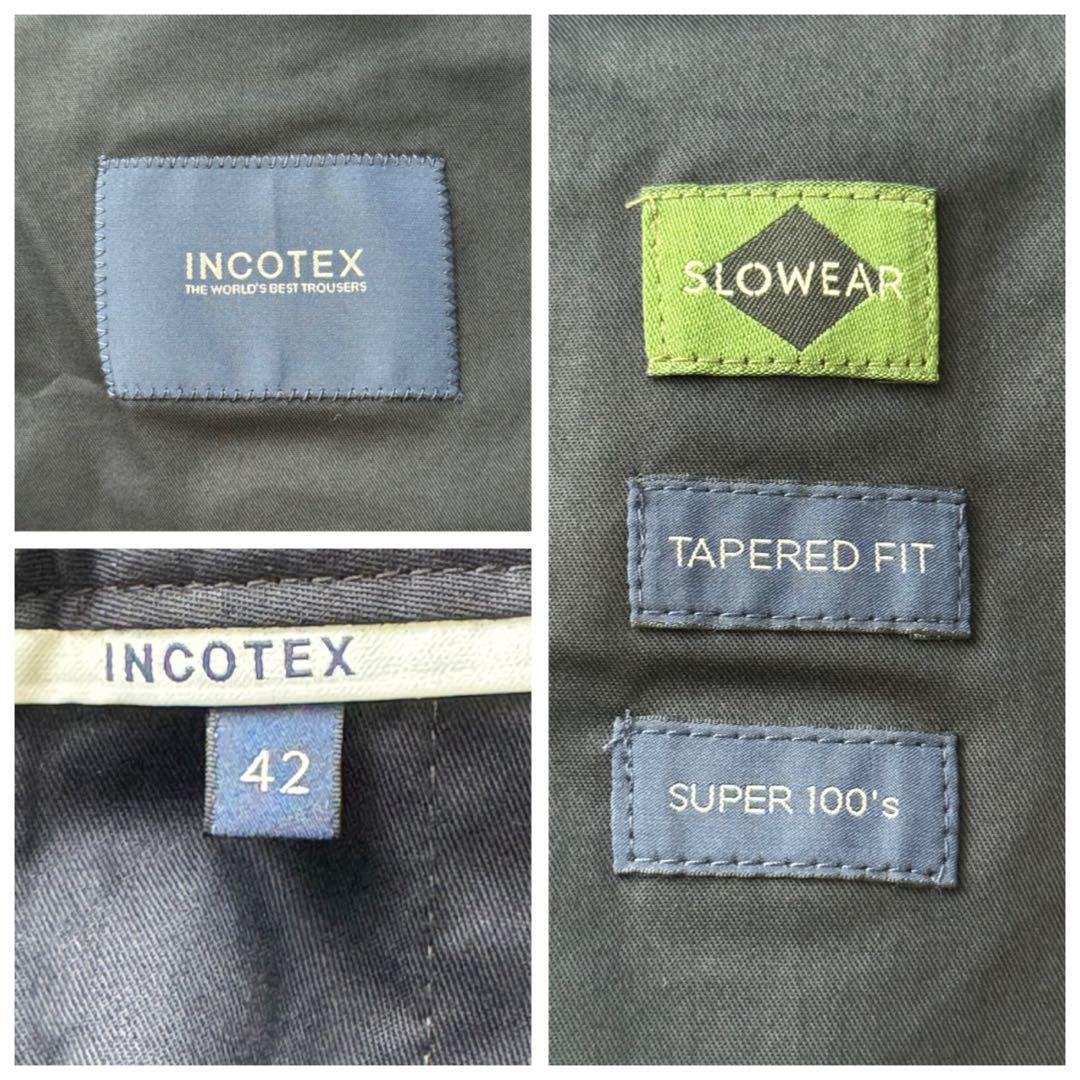 INCOTEX
THE WORLD'S BEST TROUSERS
INCOTEX
42
SLOWEAR
TAPERED FIT
SUPER 100's